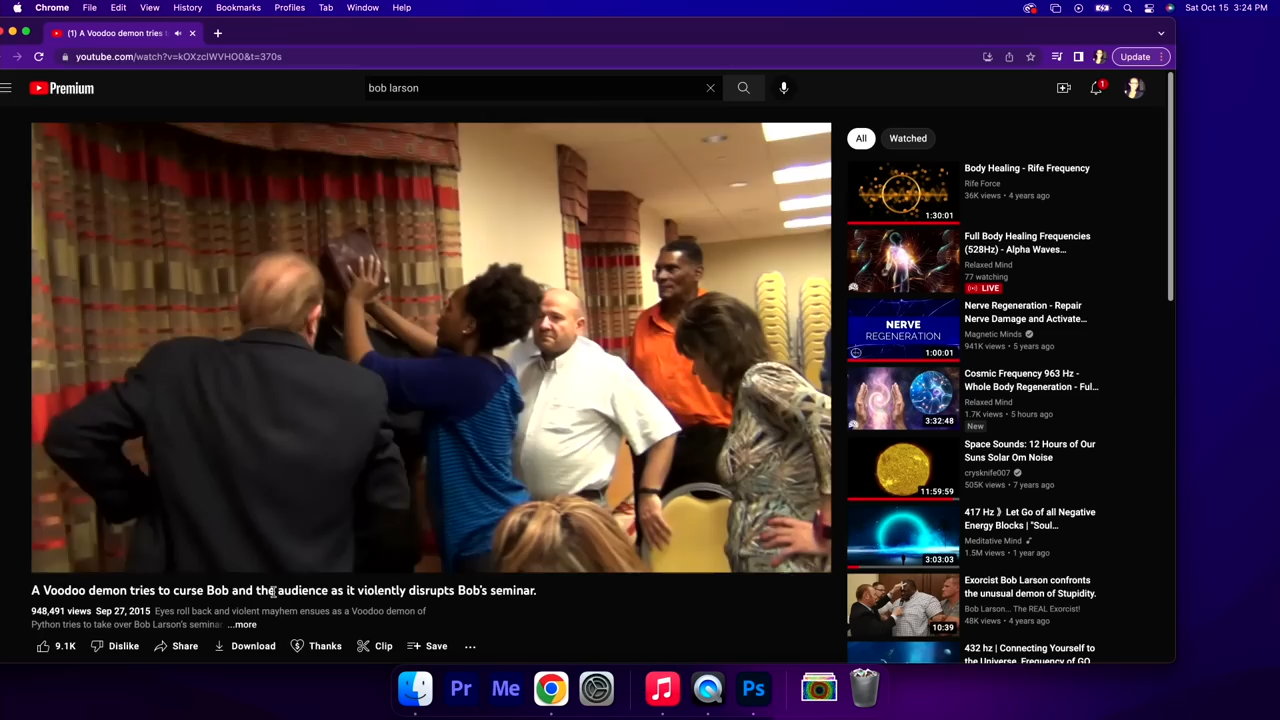 Chrome File Edit View History Bookmarks Profiles Tab Window Help
Sat Oct 15 3:24 PM
(1) A Voodoo demon tries t
youtube.com/watch?v=kOXzcIWVHO0&t=370s
Update
Premium
bob larson
1
All Watched
Body Healing - Rife Frequency
Rife Force
36K views • 4 years ago
1:30:01
Full Body Healing Frequencies
(528Hz) - Alpha Waves...
Relaxed Mind
77 watching
LIVE
Nerve Regeneration - Repair
Nerve Damage and Activate...
Magnetic Minds
941K views • 5 years ago
NERVE
REGENERATION
1:00:01
Cosmic Frequency 963 Hz -
Whole Body Regeneration - Ful...
Relaxed Mind
1.7K views • 5 hours ago
New
3:32:48
Space Sounds: 12 Hours of Our
Suns Solar Om Noise
crysknife007
505K views • 7 years ago
11:59:59
417 Hz 》 Let Go of all Negative
Energy Blocks | "Soul...
Meditative Mind
1.5M views • 1 year ago
3:03:03
Exorcist Bob Larson confronts
the unusual demon of Stupidity.
Bob Larson... The REAL Exorcist!
48K views • 4 years ago
10:39
432 hz | Connecting Yourself to
the Universe, Frequency of GO
A Voodoo demon tries to curse Bob and the audience as it violently disrupts Bob's seminar.
948,491 views Sep 27, 2015 Eyes roll back and violent mayhem ensues as a Voodoo demon of
Python tries to take over Bob Larson's seminar ...more
9.1K Dislike Share Download Thanks Clip Save ...
Pr Me Ps